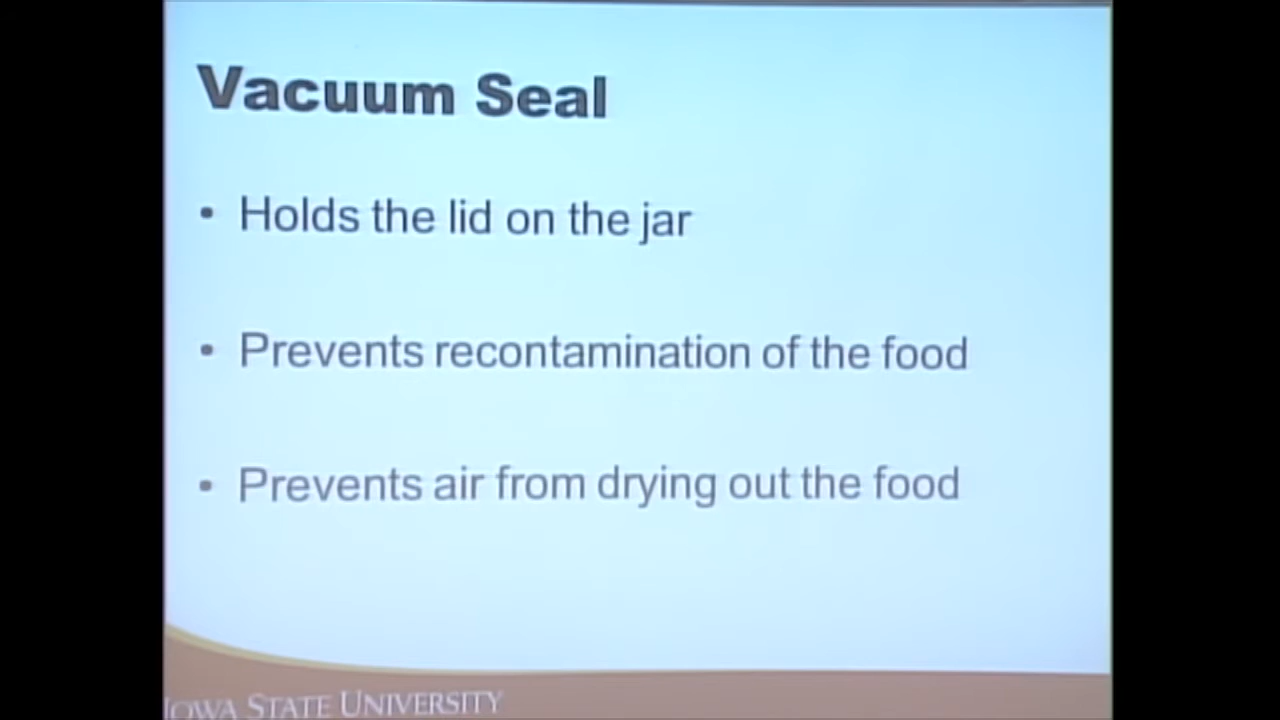 Vacuum Seal
• Holds the lid on the jar
• Prevents recontamination of the food
• Prevents air from drying out the food
IOWA STATE UNIVERSITY